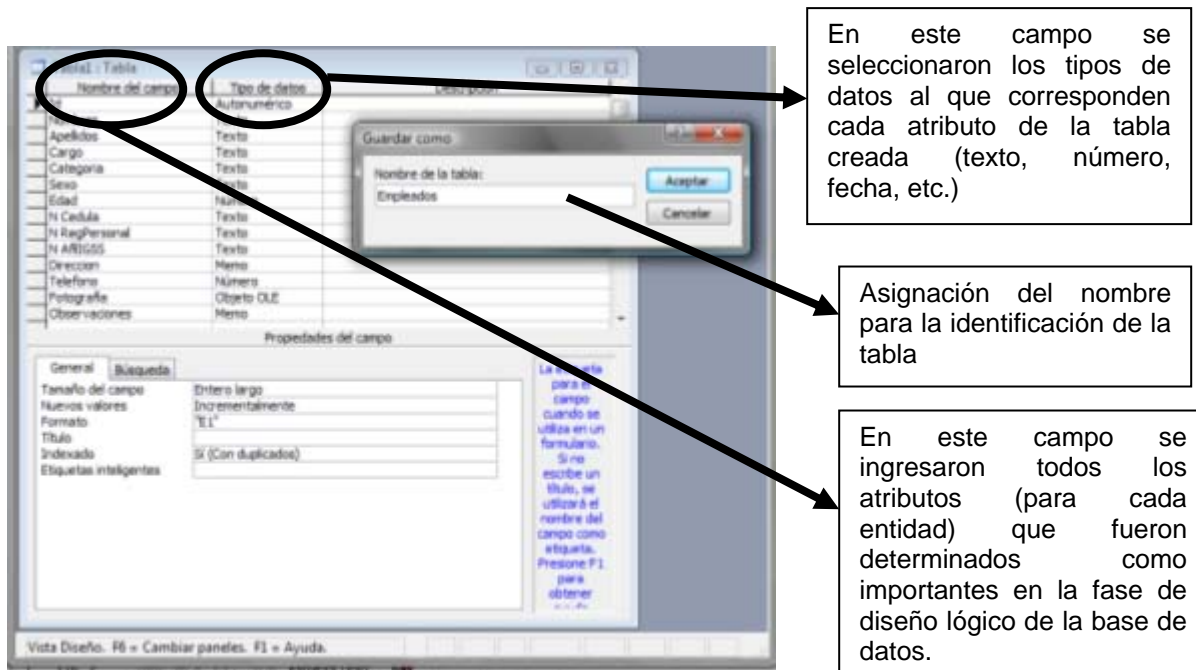 Tabla1 : Tabla
Nombre del campo Tipo de datos
Autonumérico
Apellidos Texto
Cargo Texto
Categoria Texto
Sexo Texto
Edad Número
N Cedula Texto
N RegPersonal Texto
N AfiIGSS Texto
Direccion Memo
Telefono Número
Fotografia Objeto OLE
Observaciones Memo
Guardar como
Nombre de la tabla:
Empleados
Aceptar
Cancelar
Propiedades del campo
General Búsqueda
Tamaño del campo Entero largo
Nuevos valores Incrementalmente
Formato "E1"
Título
Indexado Sí (Con duplicados)
Etiquetas inteligentes
La etiqueta
para el
campo
cuando se
utiliza en un
formulario.
Si no
escribe un
título, se
utilizará el
nombre del
campo como
etiqueta.
Presione F1
para
obtener
Vista Diseño. F6 = Cambiar paneles. F1 = Ayuda.
En este campo se
seleccionaron los tipos de
datos al que corresponden
cada atributo de la tabla
creada (texto, número,
fecha, etc.)
Asignación del nombre
para la identificación de la
tabla
En este campo se
ingresaron todos los
atributos (para cada
entidad) que fueron
determinados como
importantes en la fase de
diseño lógico de la base de
datos.